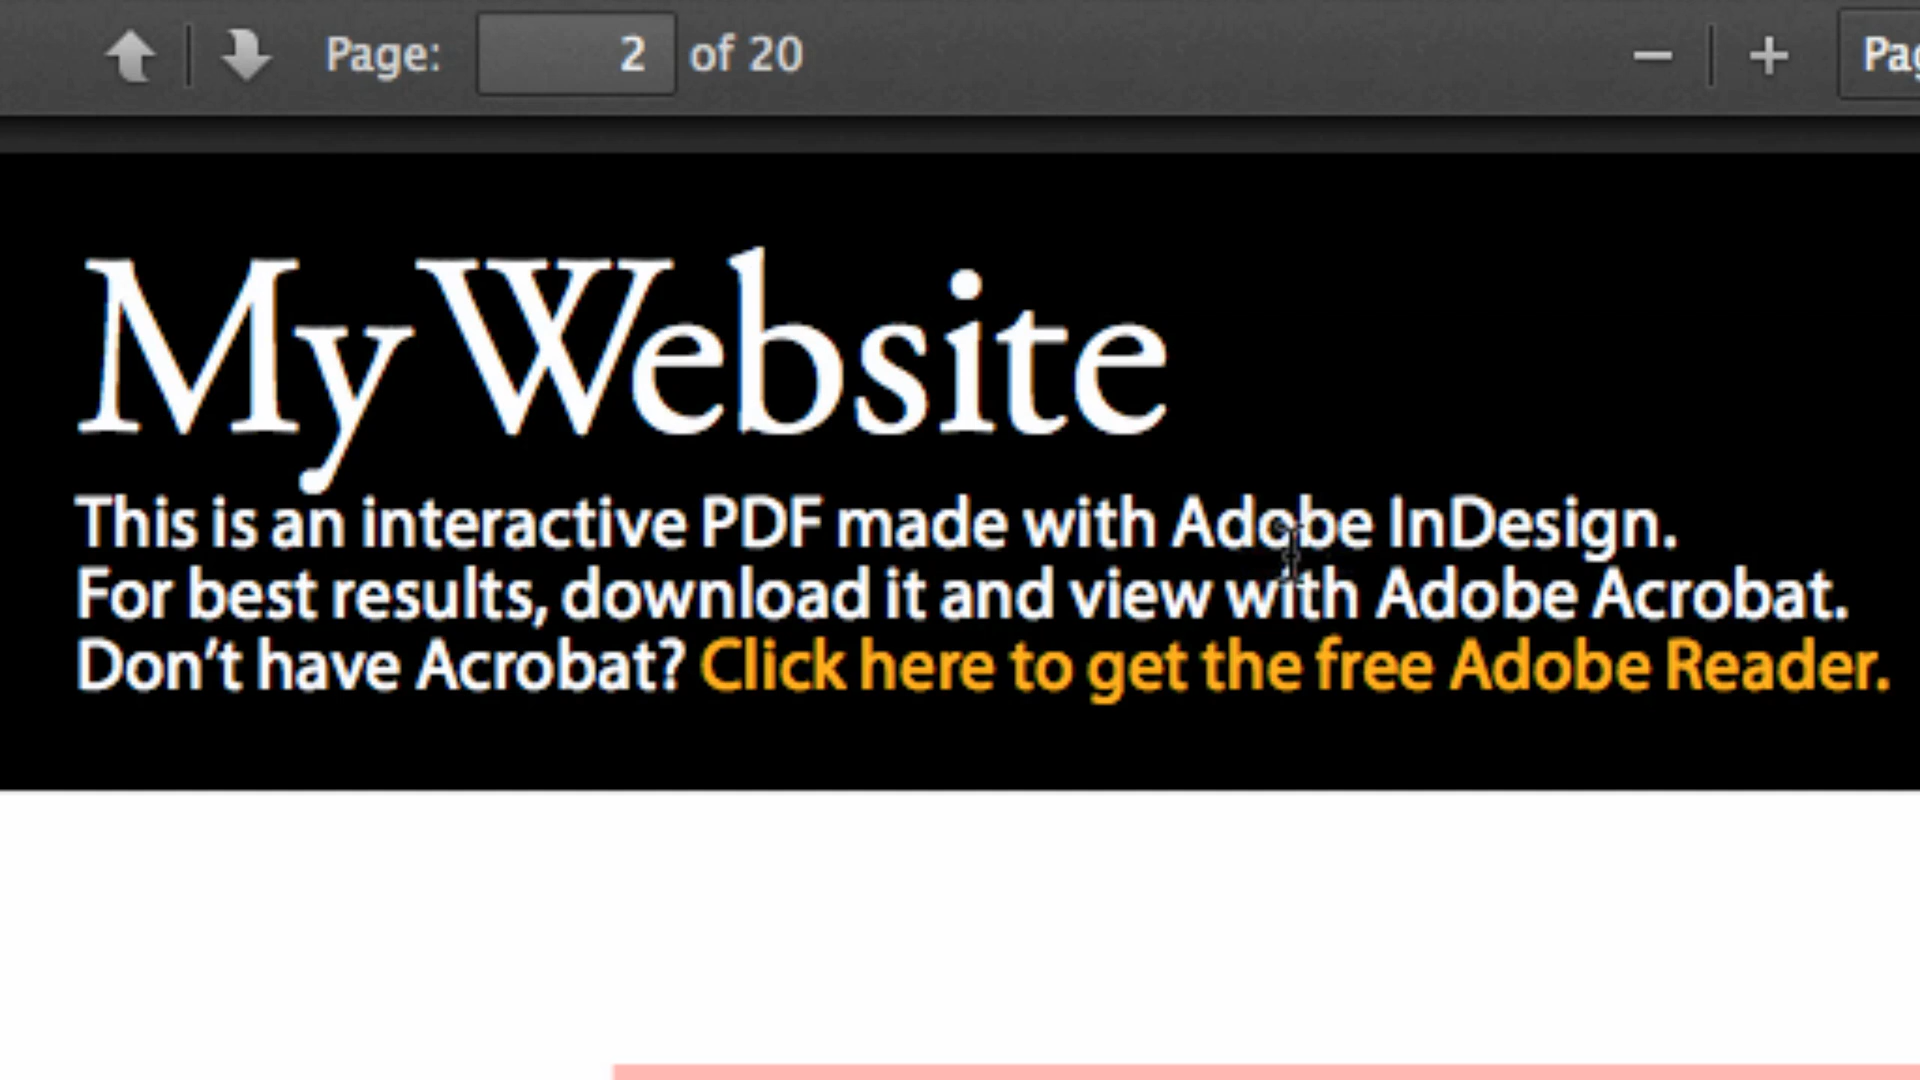 Page: 2 of 20
My Website
This is an interactive PDF made with Adobe InDesign.
For best results, download it and view with Adobe Acrobat.
Don’t have Acrobat? Click here to get the free Adobe Reader.